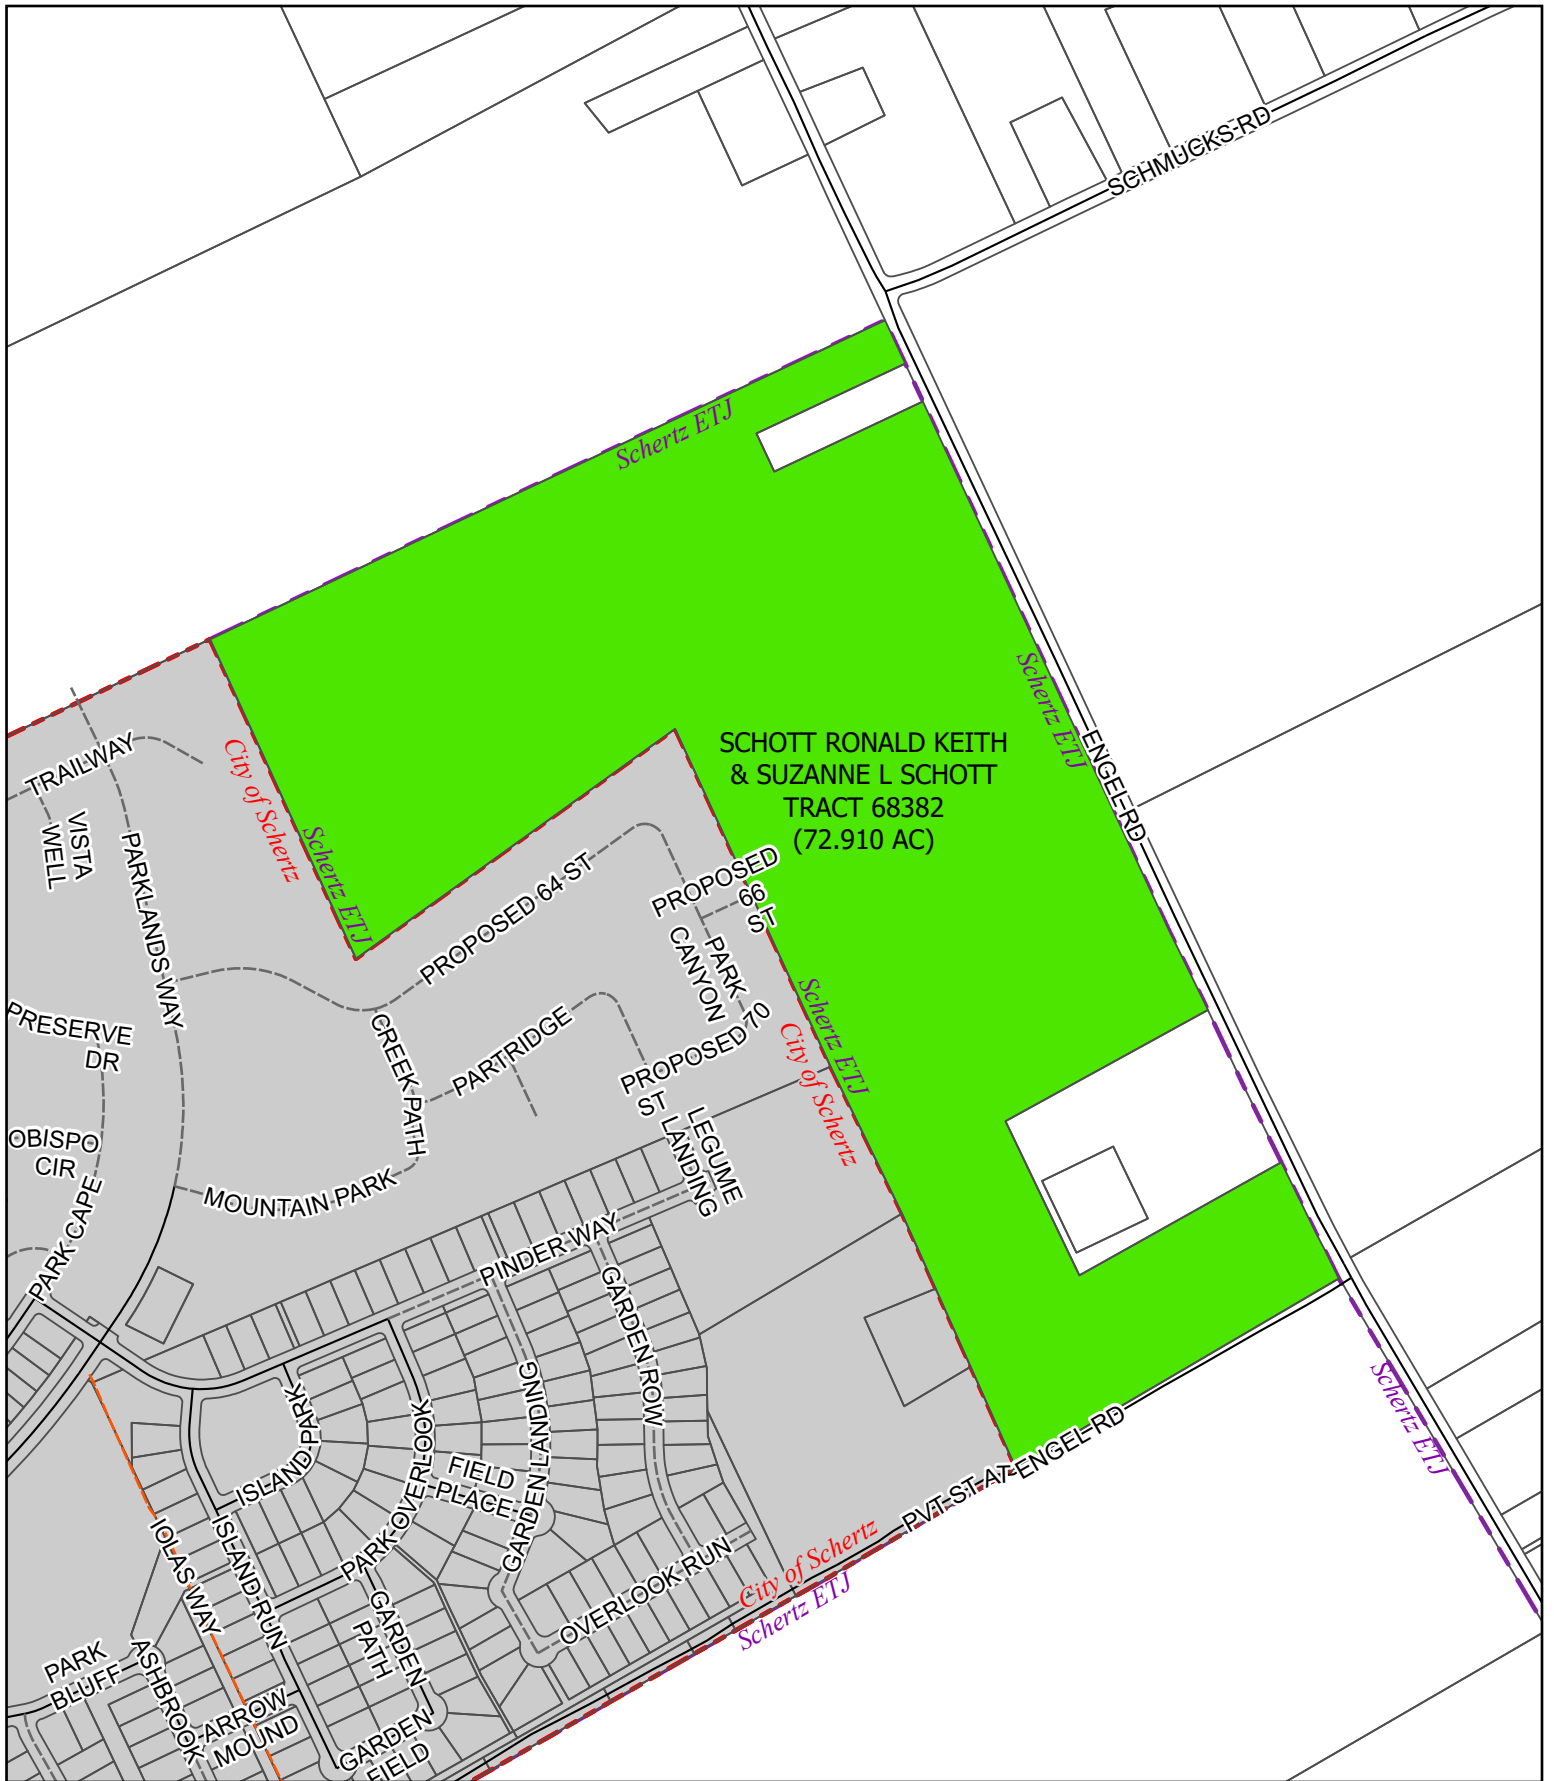 SCHMUCKS RD
Schertz ETJ
Schertz ETJ
ENGEL RD
SCHOTT RONALD KEITH
& SUZANNE L SCHOTT
TRACT 68382
(72.910 AC)
City of Schertz
Schertz ETJ
TRAILWAY
VISTA
WELL
PARKLANDS WAY
PROPOSED 64 ST
PROPOSED
66
ST
PARK
CANYON
Schertz ETJ
City of Schertz
PRESERVE
DR
CREEK PATH
PARTRIDGE
PROPOSED 70
ST
LEGUME
LANDING
OBISPO
CIR
PARK CAPE
MOUNTAIN PARK
PINDER WAY
GARDEN ROW
ISLAND PARK
PARK OVERLOOK
GARDEN LANDING
FIELD
PLACE
PVT ST AT ENGEL RD
Schertz ETJ
IOLAS WAY
ISLAND RUN
OVERLOOK RUN
City of Schertz
Schertz ETJ
GARDEN
PATH
PARK
BLUFF
ASHBROOK
ARROW
MOUND
GARDEN
FIELD